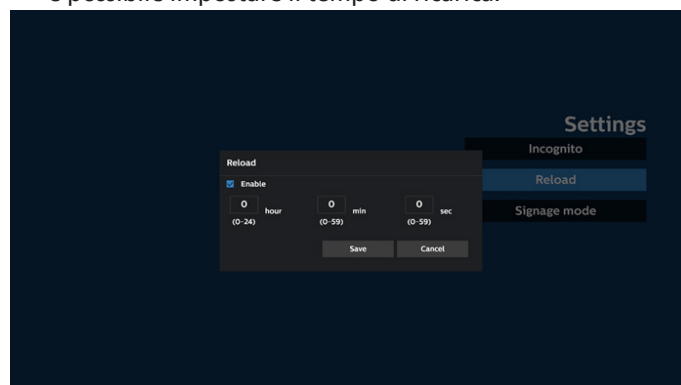 è possibile impostare il tempo di ricarica.
Settings
Incognito
Reload
Signage mode
Reload
Enable
0 hour 0 min 0 sec
(0-24) (0-59) (0-59)
Save Cancel